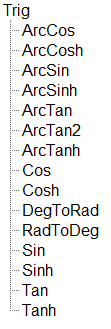 Trig
ArcCos
ArcCosh
ArcSin
ArcSinh
ArcTan
ArcTan2
ArcTanh
Cos
Cosh
DegToRad
RadToDeg
Sin
Sinh
Tan
Tanh